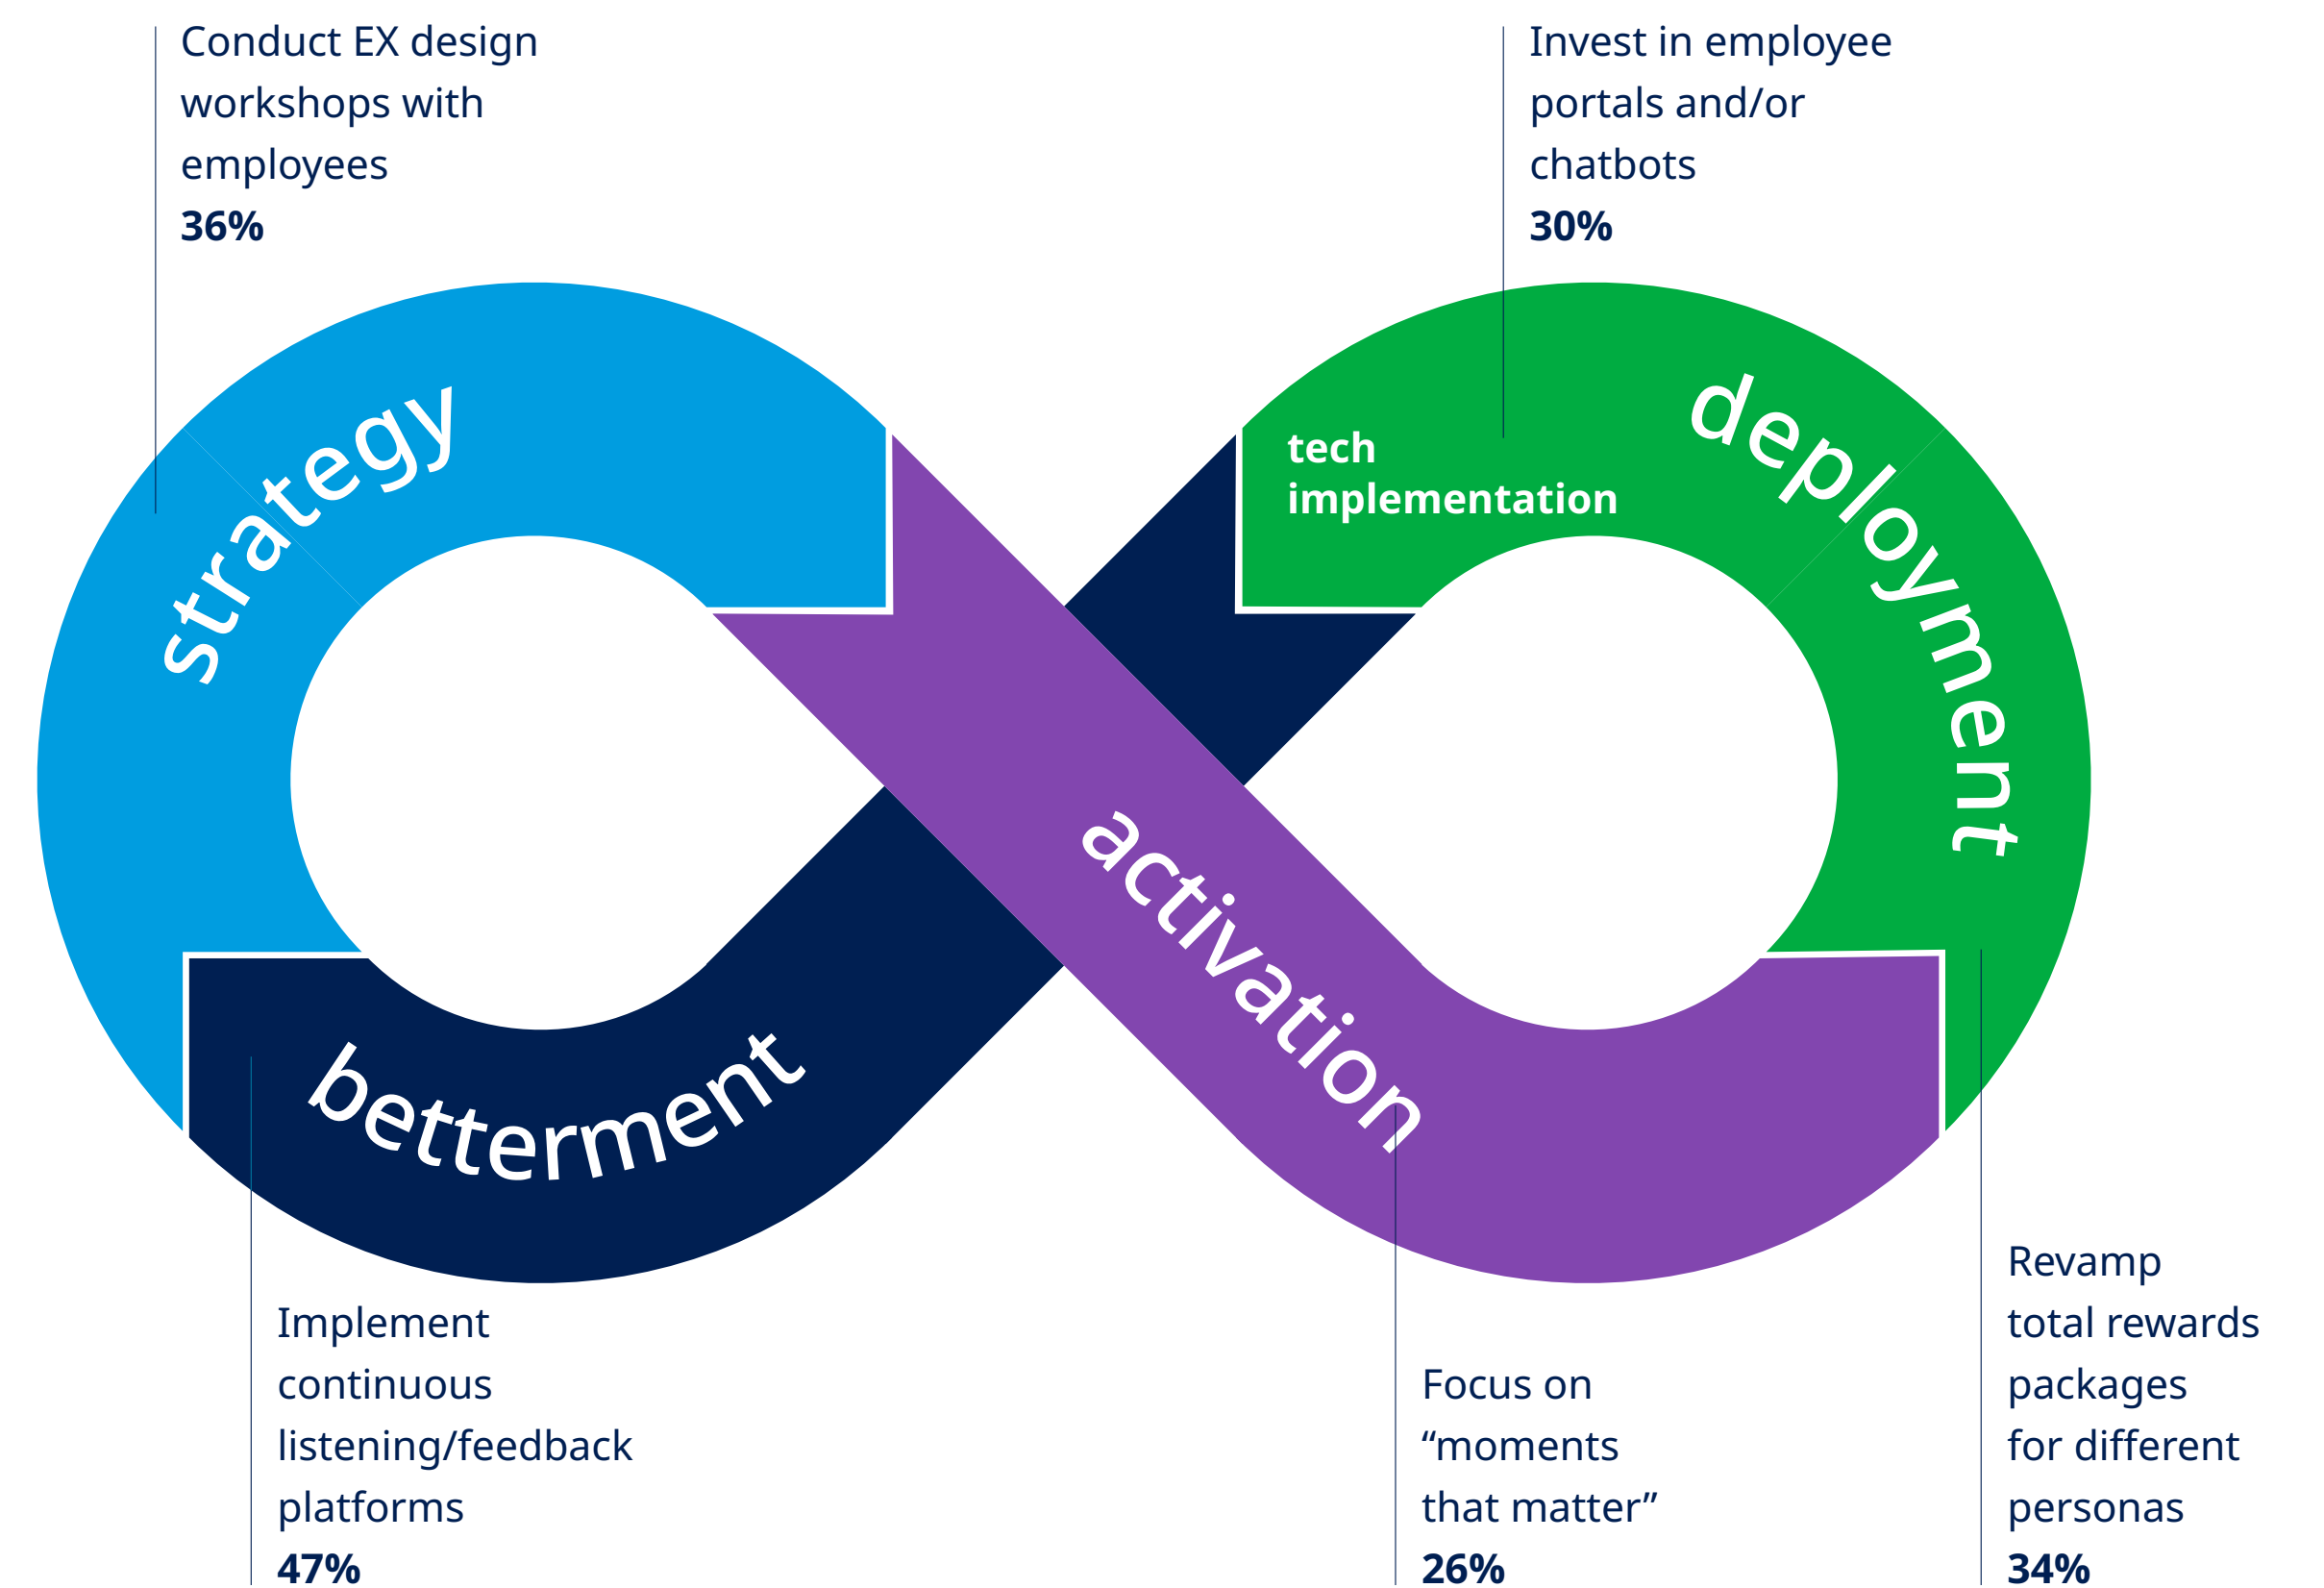 Conduct EX design
workshops with
employees
36%
Invest in employee
portals and/or
chatbots
30%
strategy
tech
implementation
deployment
activation
betterment
Implement
continuous
listening/feedback
platforms
47%
Focus on
“moments
that matter”
26%
Revamp
total rewards
packages
for different
personas
34%